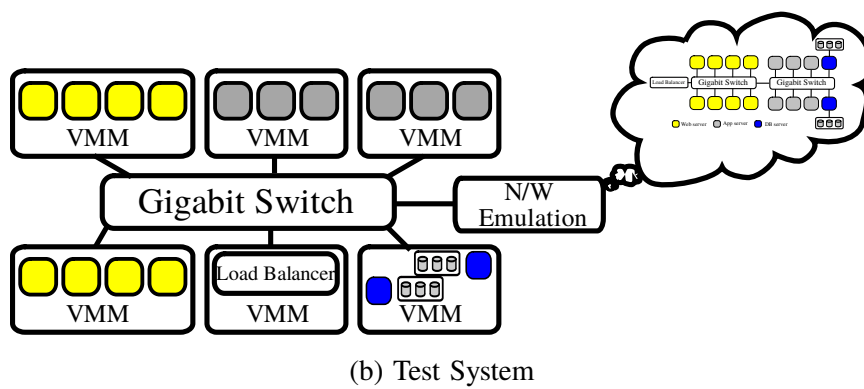 Load Balancer
Gigabit Switch
Gigabit Switch
Web server
App server
DB server
VMM
VMM
VMM
Gigabit Switch
N/W
Emulation
Load Balancer
VMM
VMM
VMM
(b) Test System